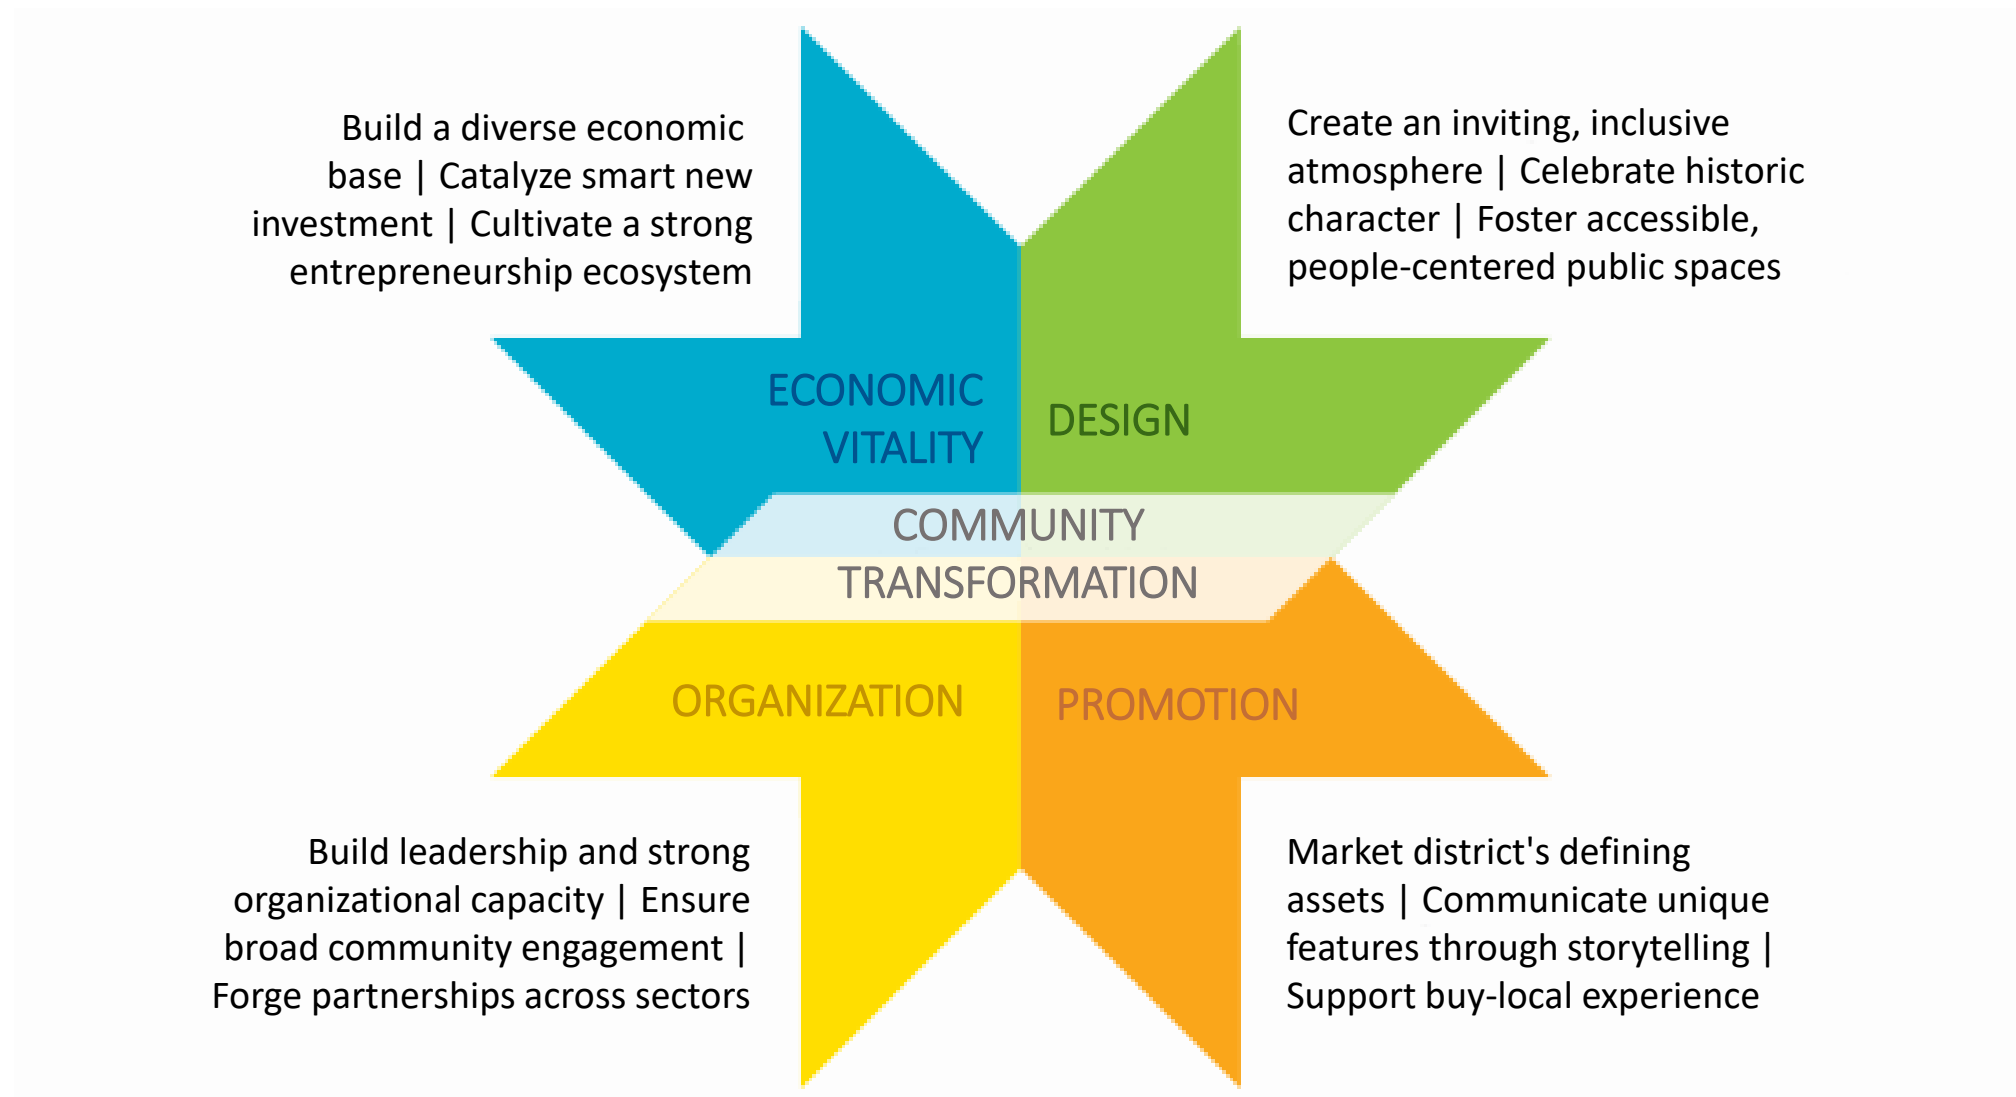 Build a diverse economic
base | Catalyze smart new
investment | Cultivate a strong
entrepreneurship ecosystem
Create an inviting, inclusive
atmosphere | Celebrate historic
character | Foster accessible,
people-centered public spaces
ECONOMIC
VITALITY
DESIGN
COMMUNITY
TRANSFORMATION
ORGANIZATION
PROMOTION
Build leadership and strong
organizational capacity | Ensure
broad community engagement |
Forge partnerships across sectors
Market district's defining
assets | Communicate unique
features through storytelling |
Support buy-local experience